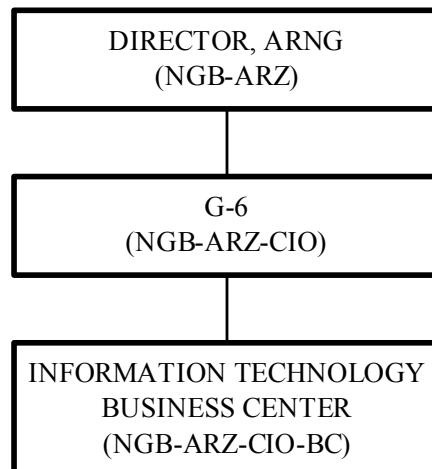 DIRECTOR, ARNG
(NGB-ARZ)
G-6
(NGB-ARZ-CIO)
INFORMATION TECHNOLOGY
BUSINESS CENTER
(NGB-ARZ-CIO-BC)